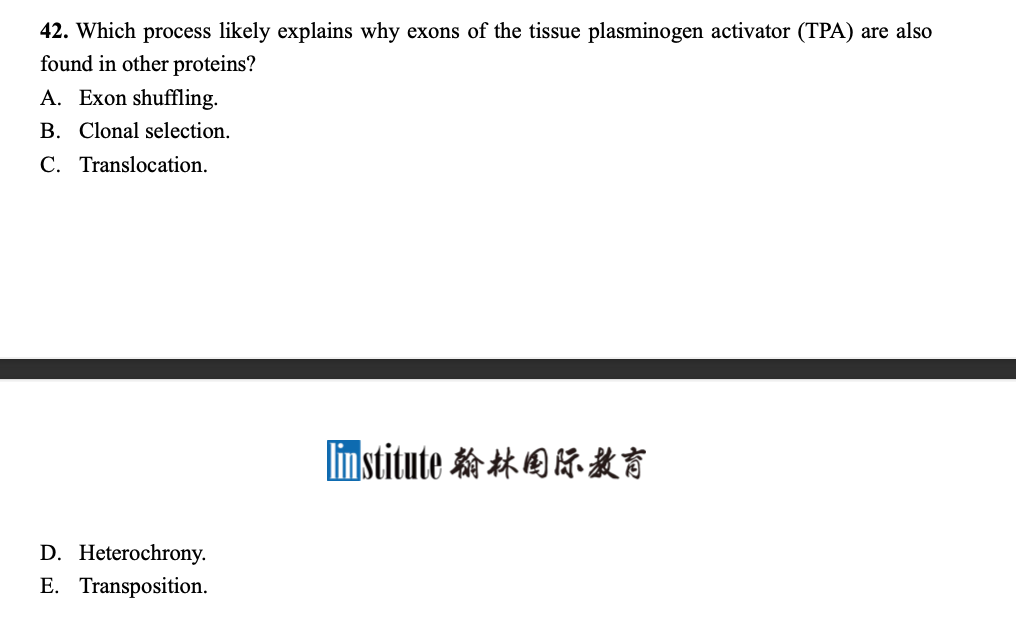 42. Which process likely explains why exons of the tissue plasminogen activator (TPA) are also
found in other proteins?
A. Exon shuffling.
B. Clonal selection.
C. Translocation.
linstitute 翰林国际教育
D. Heterochrony.
E. Transposition.